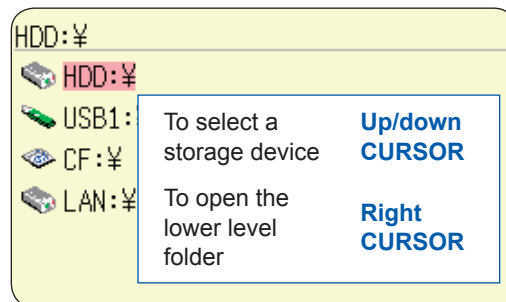 HDD:¥
HDD:¥
USB1:
CF:¥
LAN:¥
To select a
storage device
Up/down
CURSOR
To open the
lower level
folder
Right
CURSOR